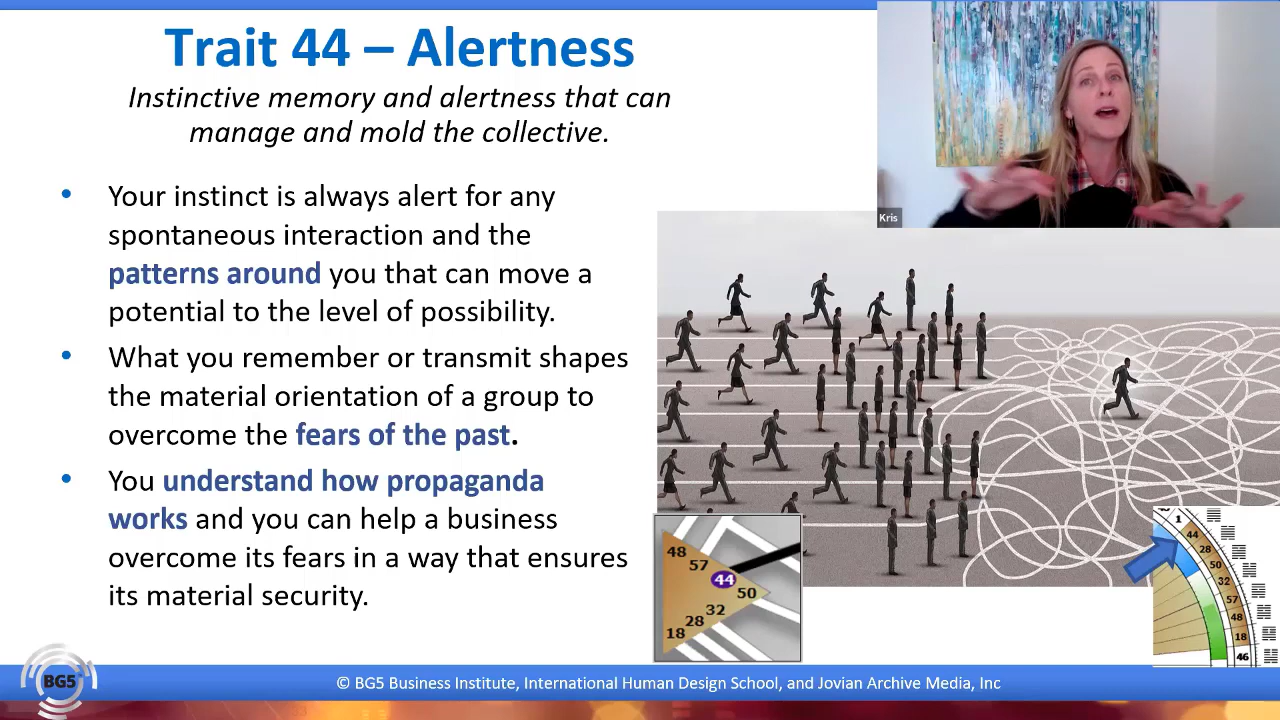 Trait 44 – Alertness
Instinctive memory and alertness that can
manage and mold the collective.
• Your instinct is always alert for any
spontaneous interaction and the
patterns around you that can move a
potential to the level of possibility.
• What you remember or transmit shapes
the material orientation of a group to
overcome the fears of the past.
• You understand how propaganda
works and you can help a business
overcome its fears in a way that ensures
its material security.
Kris
48
57
44
50
32
28
18
1
44
28
50
32
57
48
18
46
BG5
© BG5 Business Institute, International Human Design School, and Jovian Archive Media, Inc